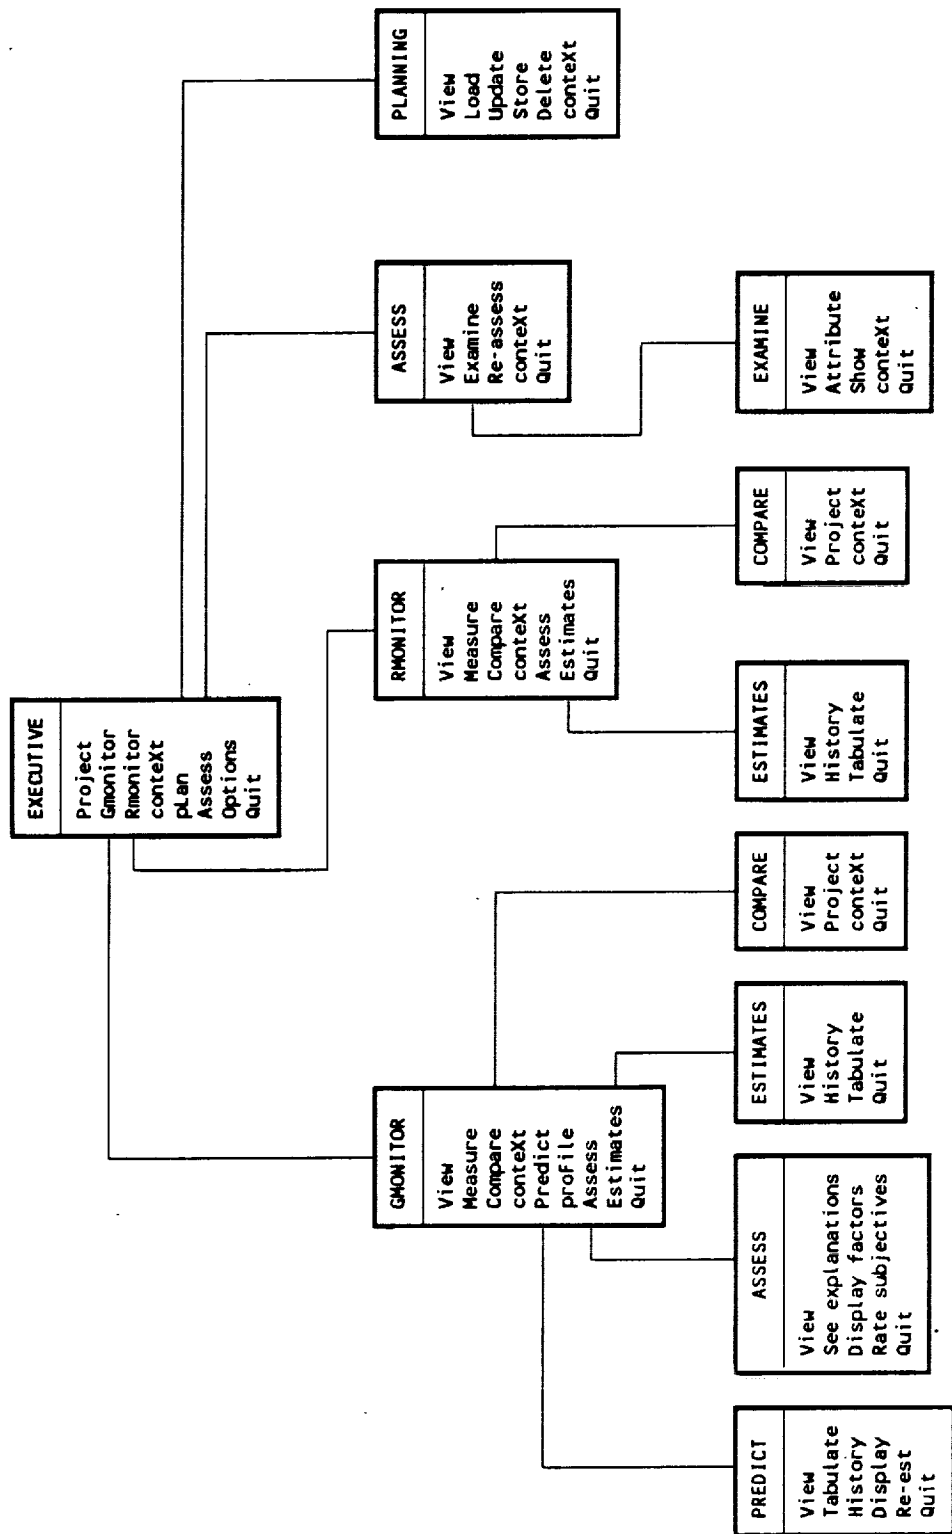 EXECUTIVE
Project
Gmonitor
Rmonitor
conteXt
pLan
Assess
Options
Quit
GMONITOR
View
Measure
Compare
conteXt
Predict
proFile
Assess
Estimates
Quit
RMONITOR
View
Measure
Compare
conteXt
Assess
Estimates
Quit
ASSESS
View
Examine
Re-assess
conteXt
Quit
PLANNING
View
Load
Update
Store
Delete
conteXt
Quit
PREDICT
View
Tabulate
History
Display
Re-est
Quit
ASSESS
View
See explanations
Display factors
Rate subjectives
Quit
ESTIMATES
View
History
Tabulate
Quit
COMPARE
View
Project
conteXt
Quit
ESTIMATES
View
History
Tabulate
Quit
COMPARE
View
Project
conteXt
Quit
EXAMINE
View
Attribute
Show
conteXt
Quit